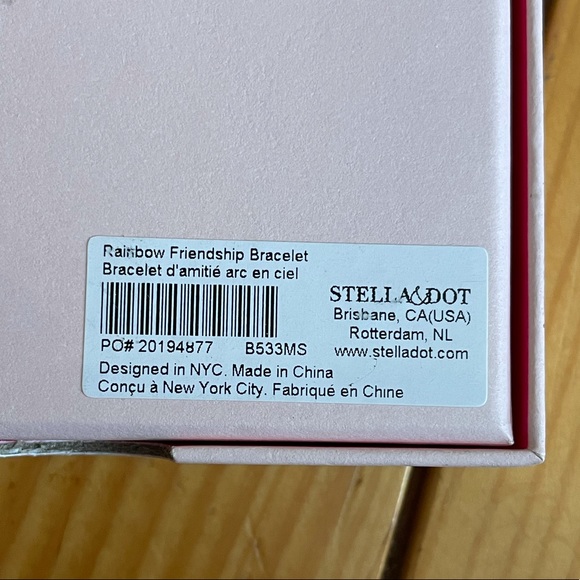 Rainbow Friendship Bracelet
Bracelet d'amitié arc en ciel
PO# 20194877 B533MS
STELLA&DOT
Brisbane, CA(USA)
Rotterdam, NL
www.stelladot.com
Designed in NYC. Made in China
Conçu à New York City. Fabriqué en Chine